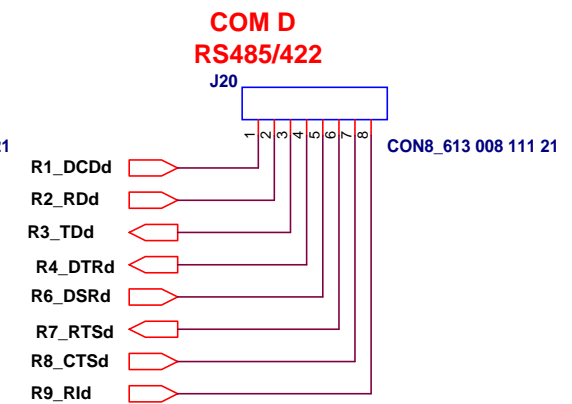 COM D
RS485/422
J20
1 2 3 4 5 6 7 8
21
CON8_613 008 111 21
R1_DCDd
R2_RDd
R3_TDd
R4_DTRd
R6_DSRd
R7_RTSd
R8_CTSd
R9_RId